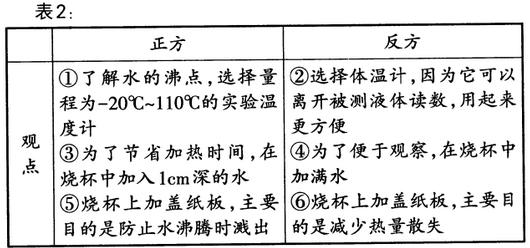 表2：
正方 反方
观点
①了解水的沸点，选择量
程为-20℃~110℃的实验温
度计
③为了节省加热时间，在
烧杯中加入1cm深的水
⑤烧杯上加盖纸板，主要
目的是防止水沸腾时溅出
②选择体温计，因为它可以
离开被测液体读数，用起来
更方便
④为了便于观察，在烧杯中
加满水
⑥烧杯上加盖纸板，主要目
的是减少热量散失